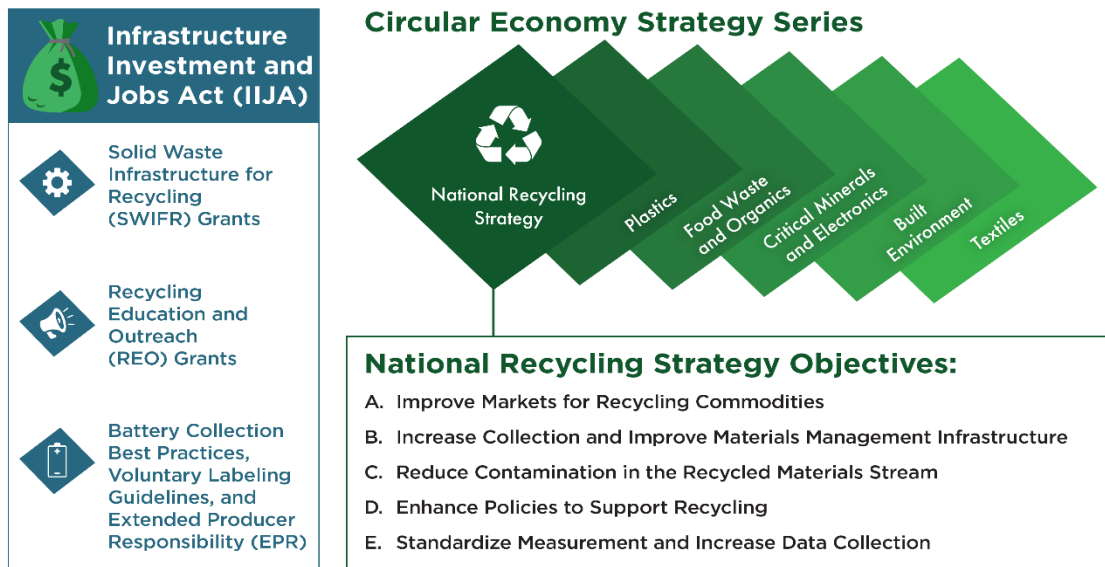 Infrastructure
Investment and
Jobs Act (IIJA)
$
Solid Waste
Infrastructure for
Recycling
(SWIFR) Grants
Recycling
Education and
Outreach
(REO) Grants
Battery Collection
Best Practices,
Voluntary Labeling
Guidelines, and
Extended Producer
Responsibility (EPR)
Circular Economy Strategy Series
National Recycling
Strategy
Plastics
Food Waste
and Organics
Critical Minerals
and Electronics
Built
Environment
Textiles
National Recycling Strategy Objectives:
A. Improve Markets for Recycling Commodities
B. Increase Collection and Improve Materials Management Infrastructure
C. Reduce Contamination in the Recycled Materials Stream
D. Enhance Policies to Support Recycling
E. Standardize Measurement and Increase Data Collection